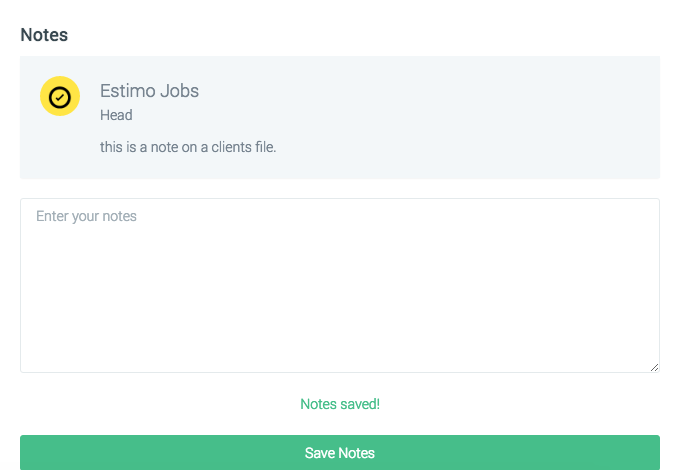 Notes
Estimo Jobs
Head
this is a note on a clients file.
Enter your notes
Notes saved!
Save Notes